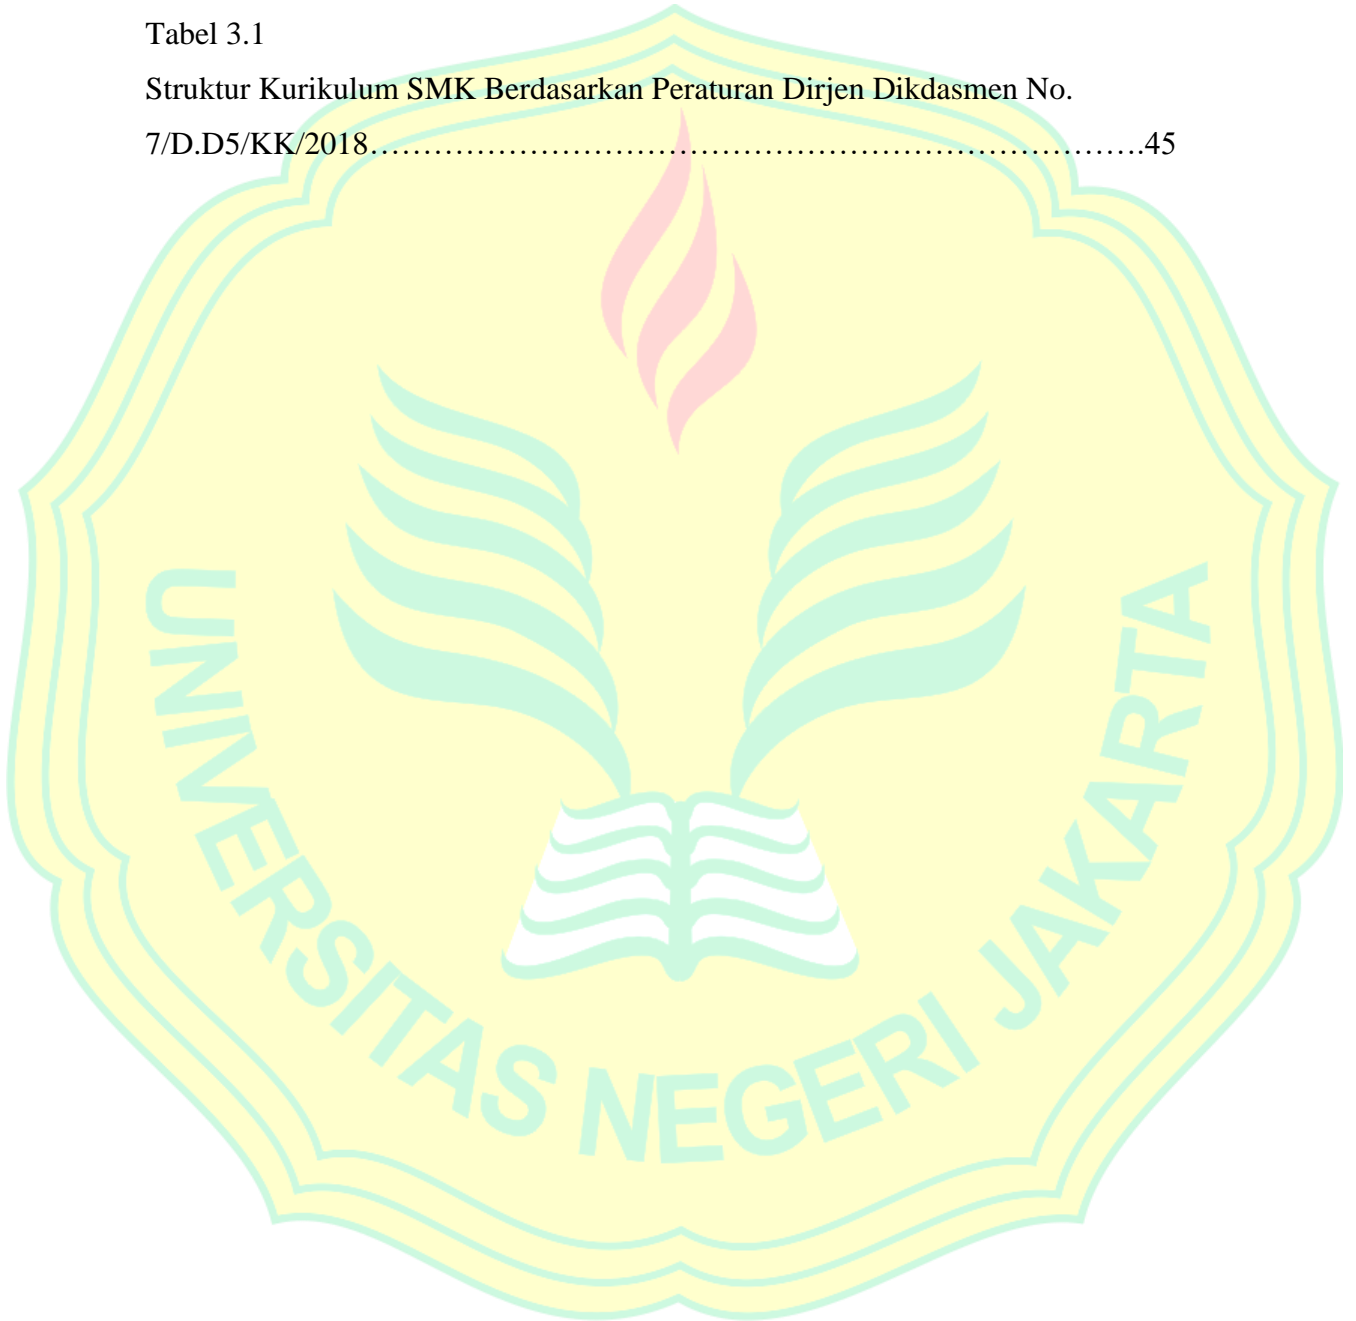 Tabel 3.1
Struktur Kurikulum SMK Berdasarkan Peraturan Dirjen Dikdasmen No.
7/D.D5/KK/2018……………………………………………………………….45
UNIVERSITAS NEGERI JAKARTA